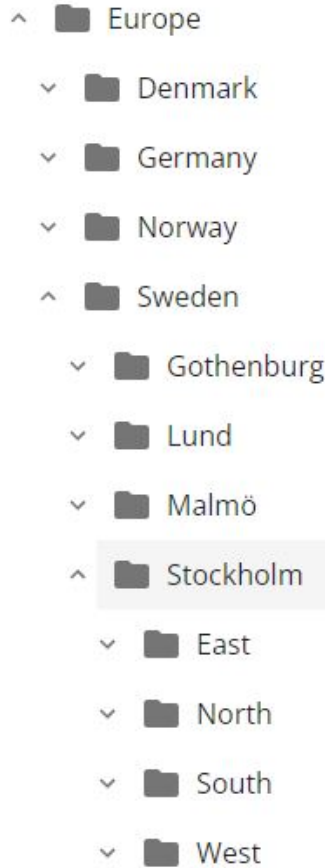 Europe
Denmark
Germany
Norway
Sweden
Gothenburg
Lund
Malmö
Stockholm
East
North
South
West